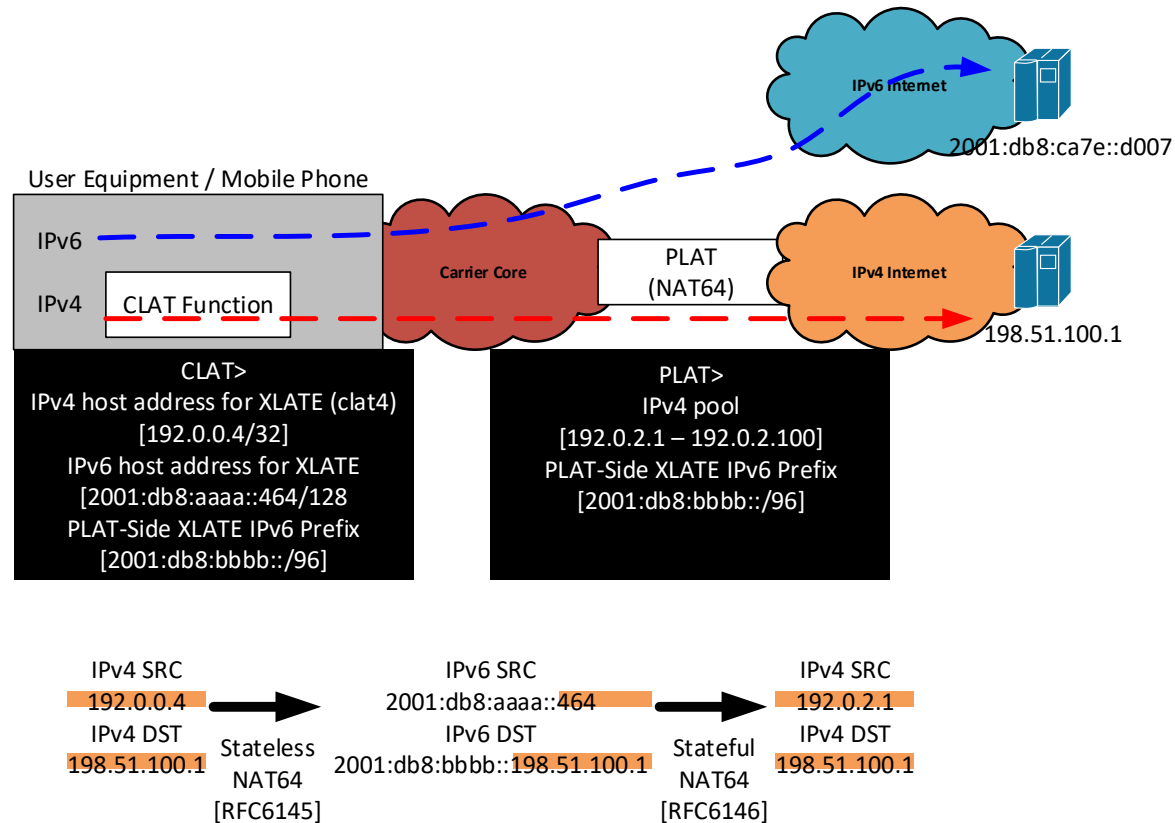 IPv6 Internet
2001:db8:ca7e::d007
User Equipment / Mobile Phone
IPv6
IPv4
CLAT Function
Carrier Core
PLAT
(NAT64)
IPv4 Internet
198.51.100.1
CLAT>
IPv4 host address for XLATE (clat4)
[192.0.0.4/32]
IPv6 host address for XLATE
[2001:db8:aaaa::464/128
PLAT-Side XLATE IPv6 Prefix
[2001:db8:bbbb::/96]
PLAT>
IPv4 pool
[192.0.2.1 – 192.0.2.100]
PLAT-Side XLATE IPv6 Prefix
[2001:db8:bbbb::/96]
IPv4 SRC
192.0.0.4
IPv4 DST
198.51.100.1
Stateless
NAT64
[RFC6145]
IPv6 SRC
2001:db8:aaaa::464
IPv6 DST
2001:db8:bbbb::198.51.100.1
Stateful
NAT64
[RFC6146]
IPv4 SRC
192.0.2.1
IPv4 DST
198.51.100.1